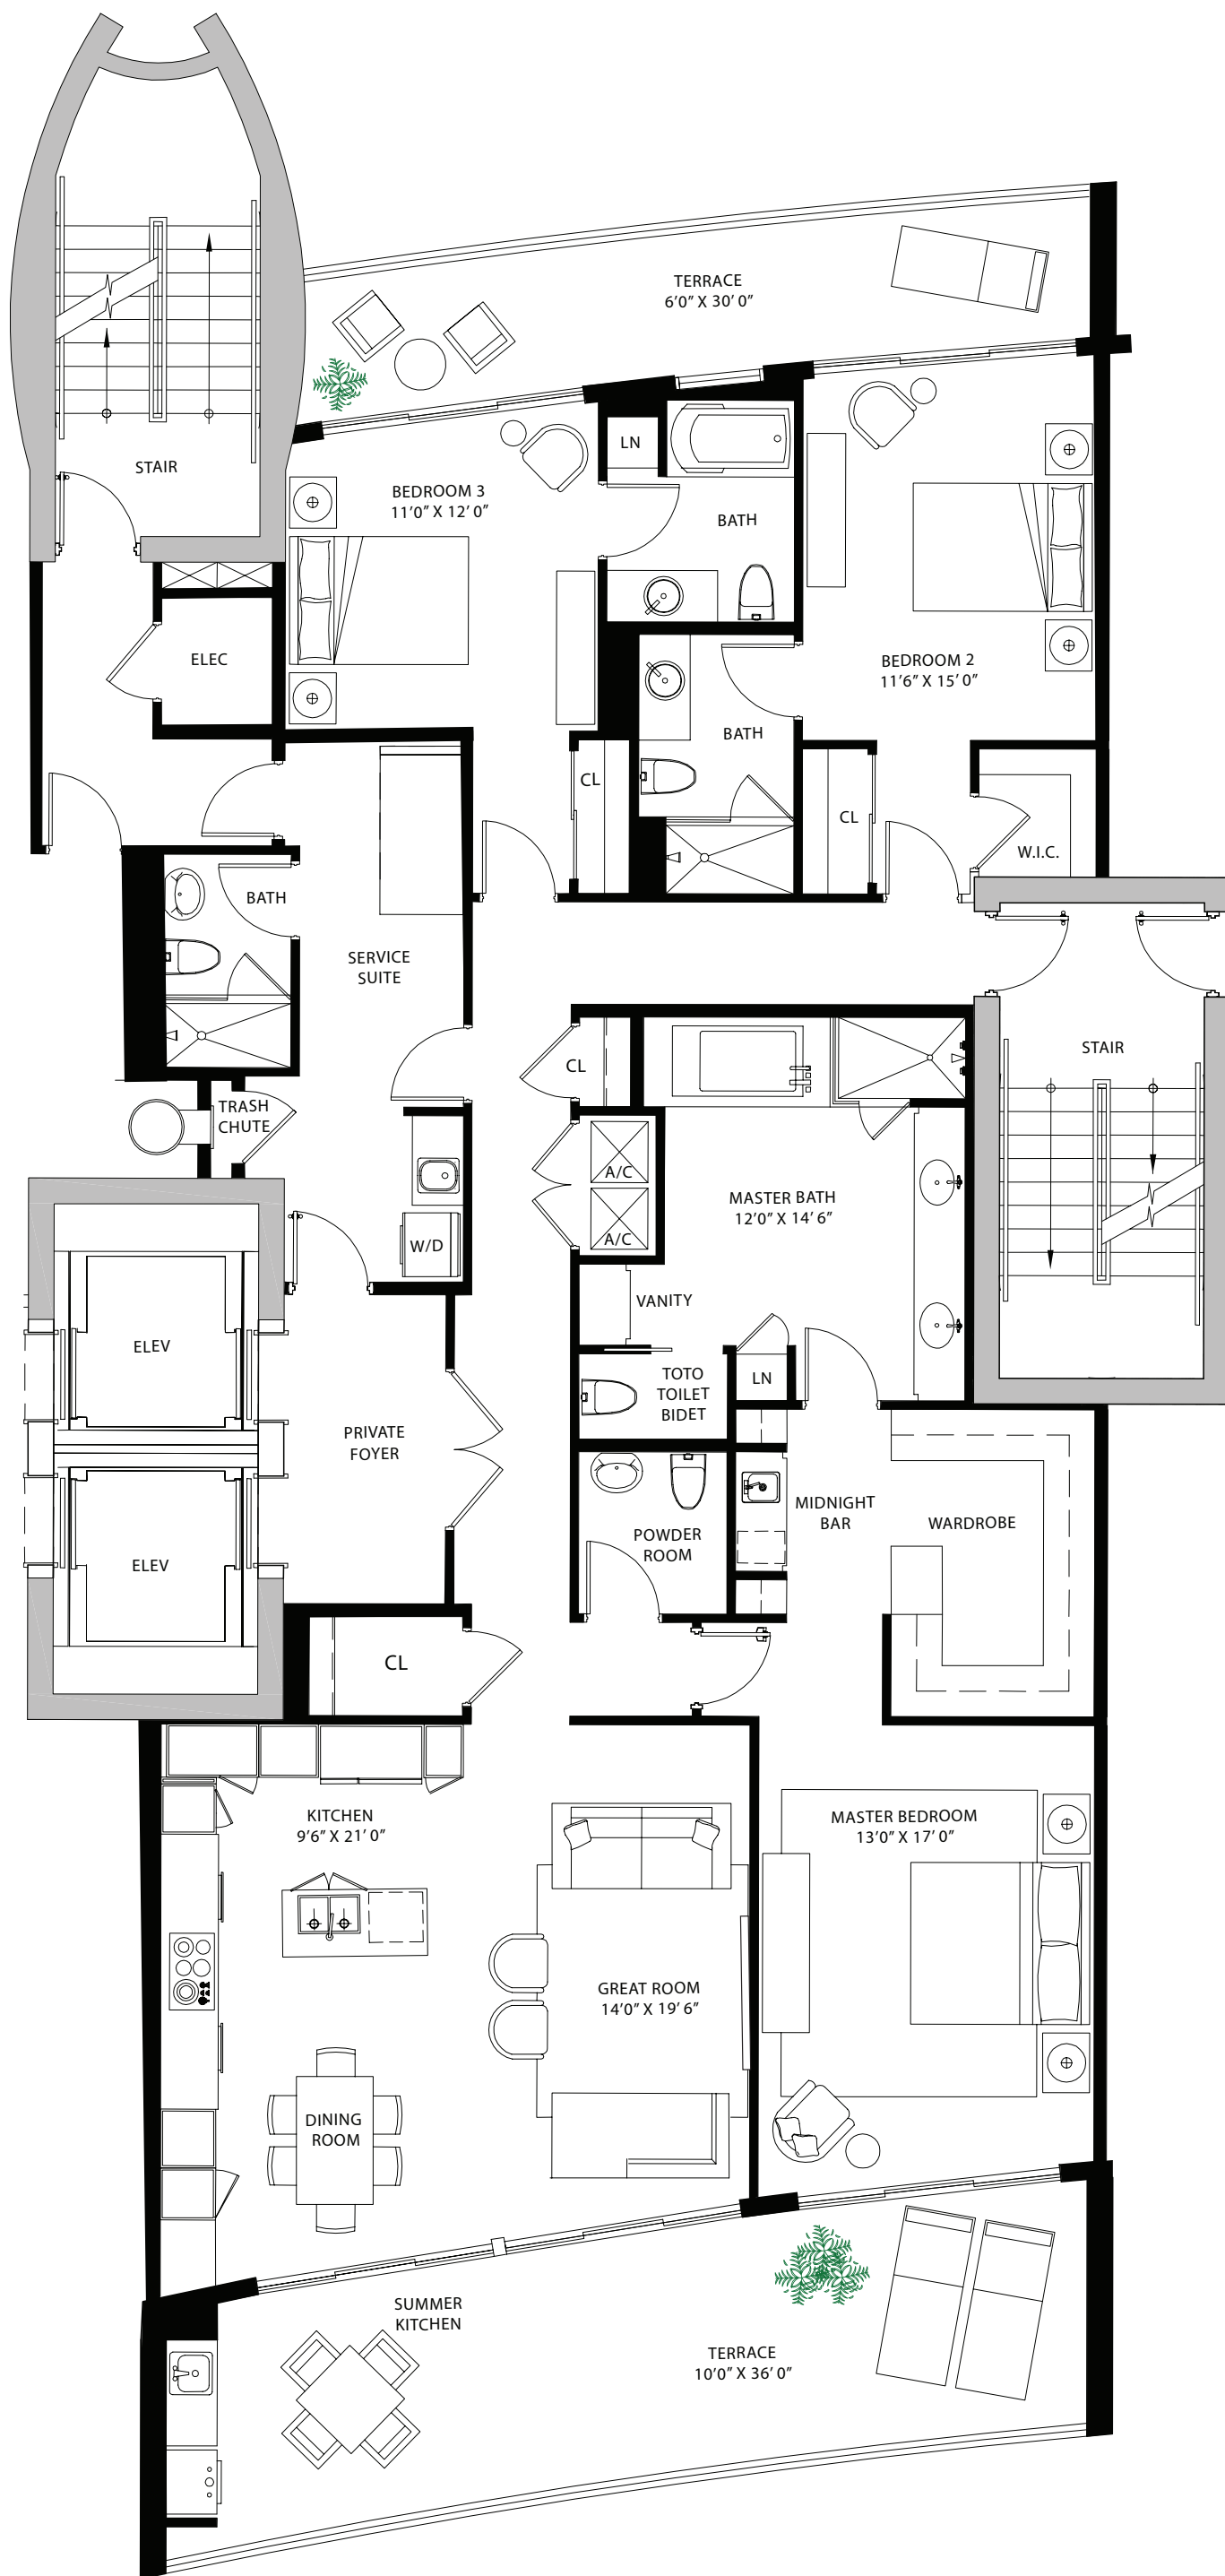 TERRACE
6'0" X 30' 0"
STAIR
BEDROOM 3
11'0" X 12' 0"
LN
BATH
ELEC
BEDROOM 2
11'6" X 15' 0"
BATH
CL
CL
W.I.C.
BATH
SERVICE
SUITE
STAIR
CL
TRASH
CHUTE
A/C
A/C
MASTER BATH
12'0" X 14' 6"
W/D
VANITY
ELEV
TOTO
TOILET
BIDET
LN
PRIVATE
FOYER
MIDNIGHT
BAR
WARDROBE
POWDER
ROOM
ELEV
CL
KITCHEN
9'6" X 21' 0"
MASTER BEDROOM
13'0" X 17' 0"
GREAT ROOM
14'0" X 19' 6"
DINING
ROOM
SUMMER
KITCHEN
TERRACE
10'0" X 36' 0"